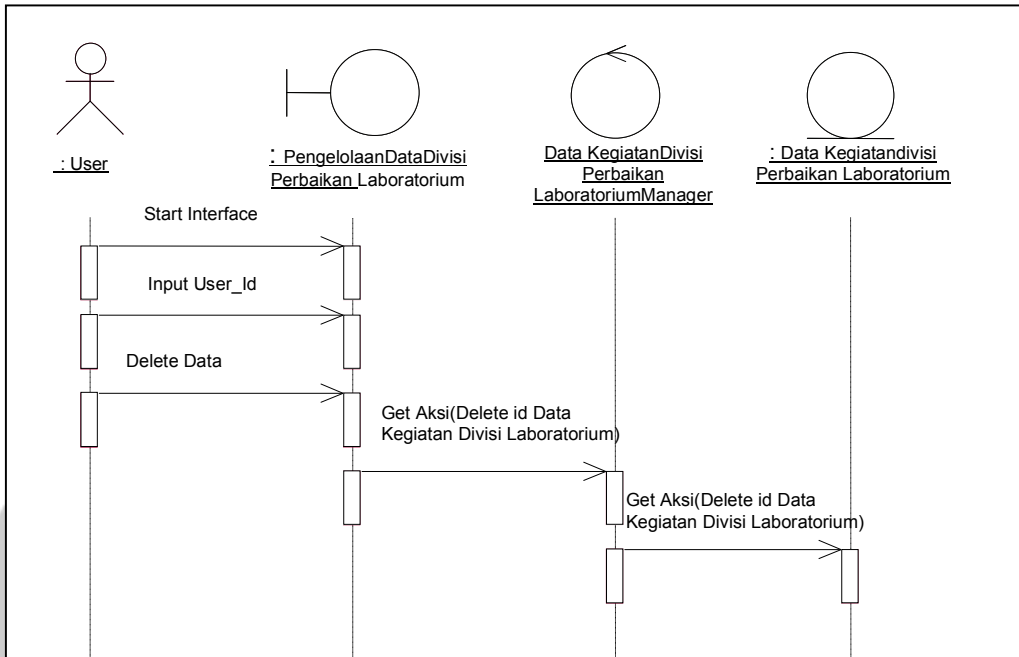 : User
: PengelolaanDataDivisi
Perbaikan Laboratorium
Data KegiatanDivisi
Perbaikan
LaboratoriumManager
: Data Kegiatandivisi
Perbaikan Laboratorium
Start Interface
Input User_Id
Delete Data
Get Aksi(Delete id Data
Kegiatan Divisi Laboratorium)
Get Aksi(Delete id Data
Kegiatan Divisi Laboratorium)